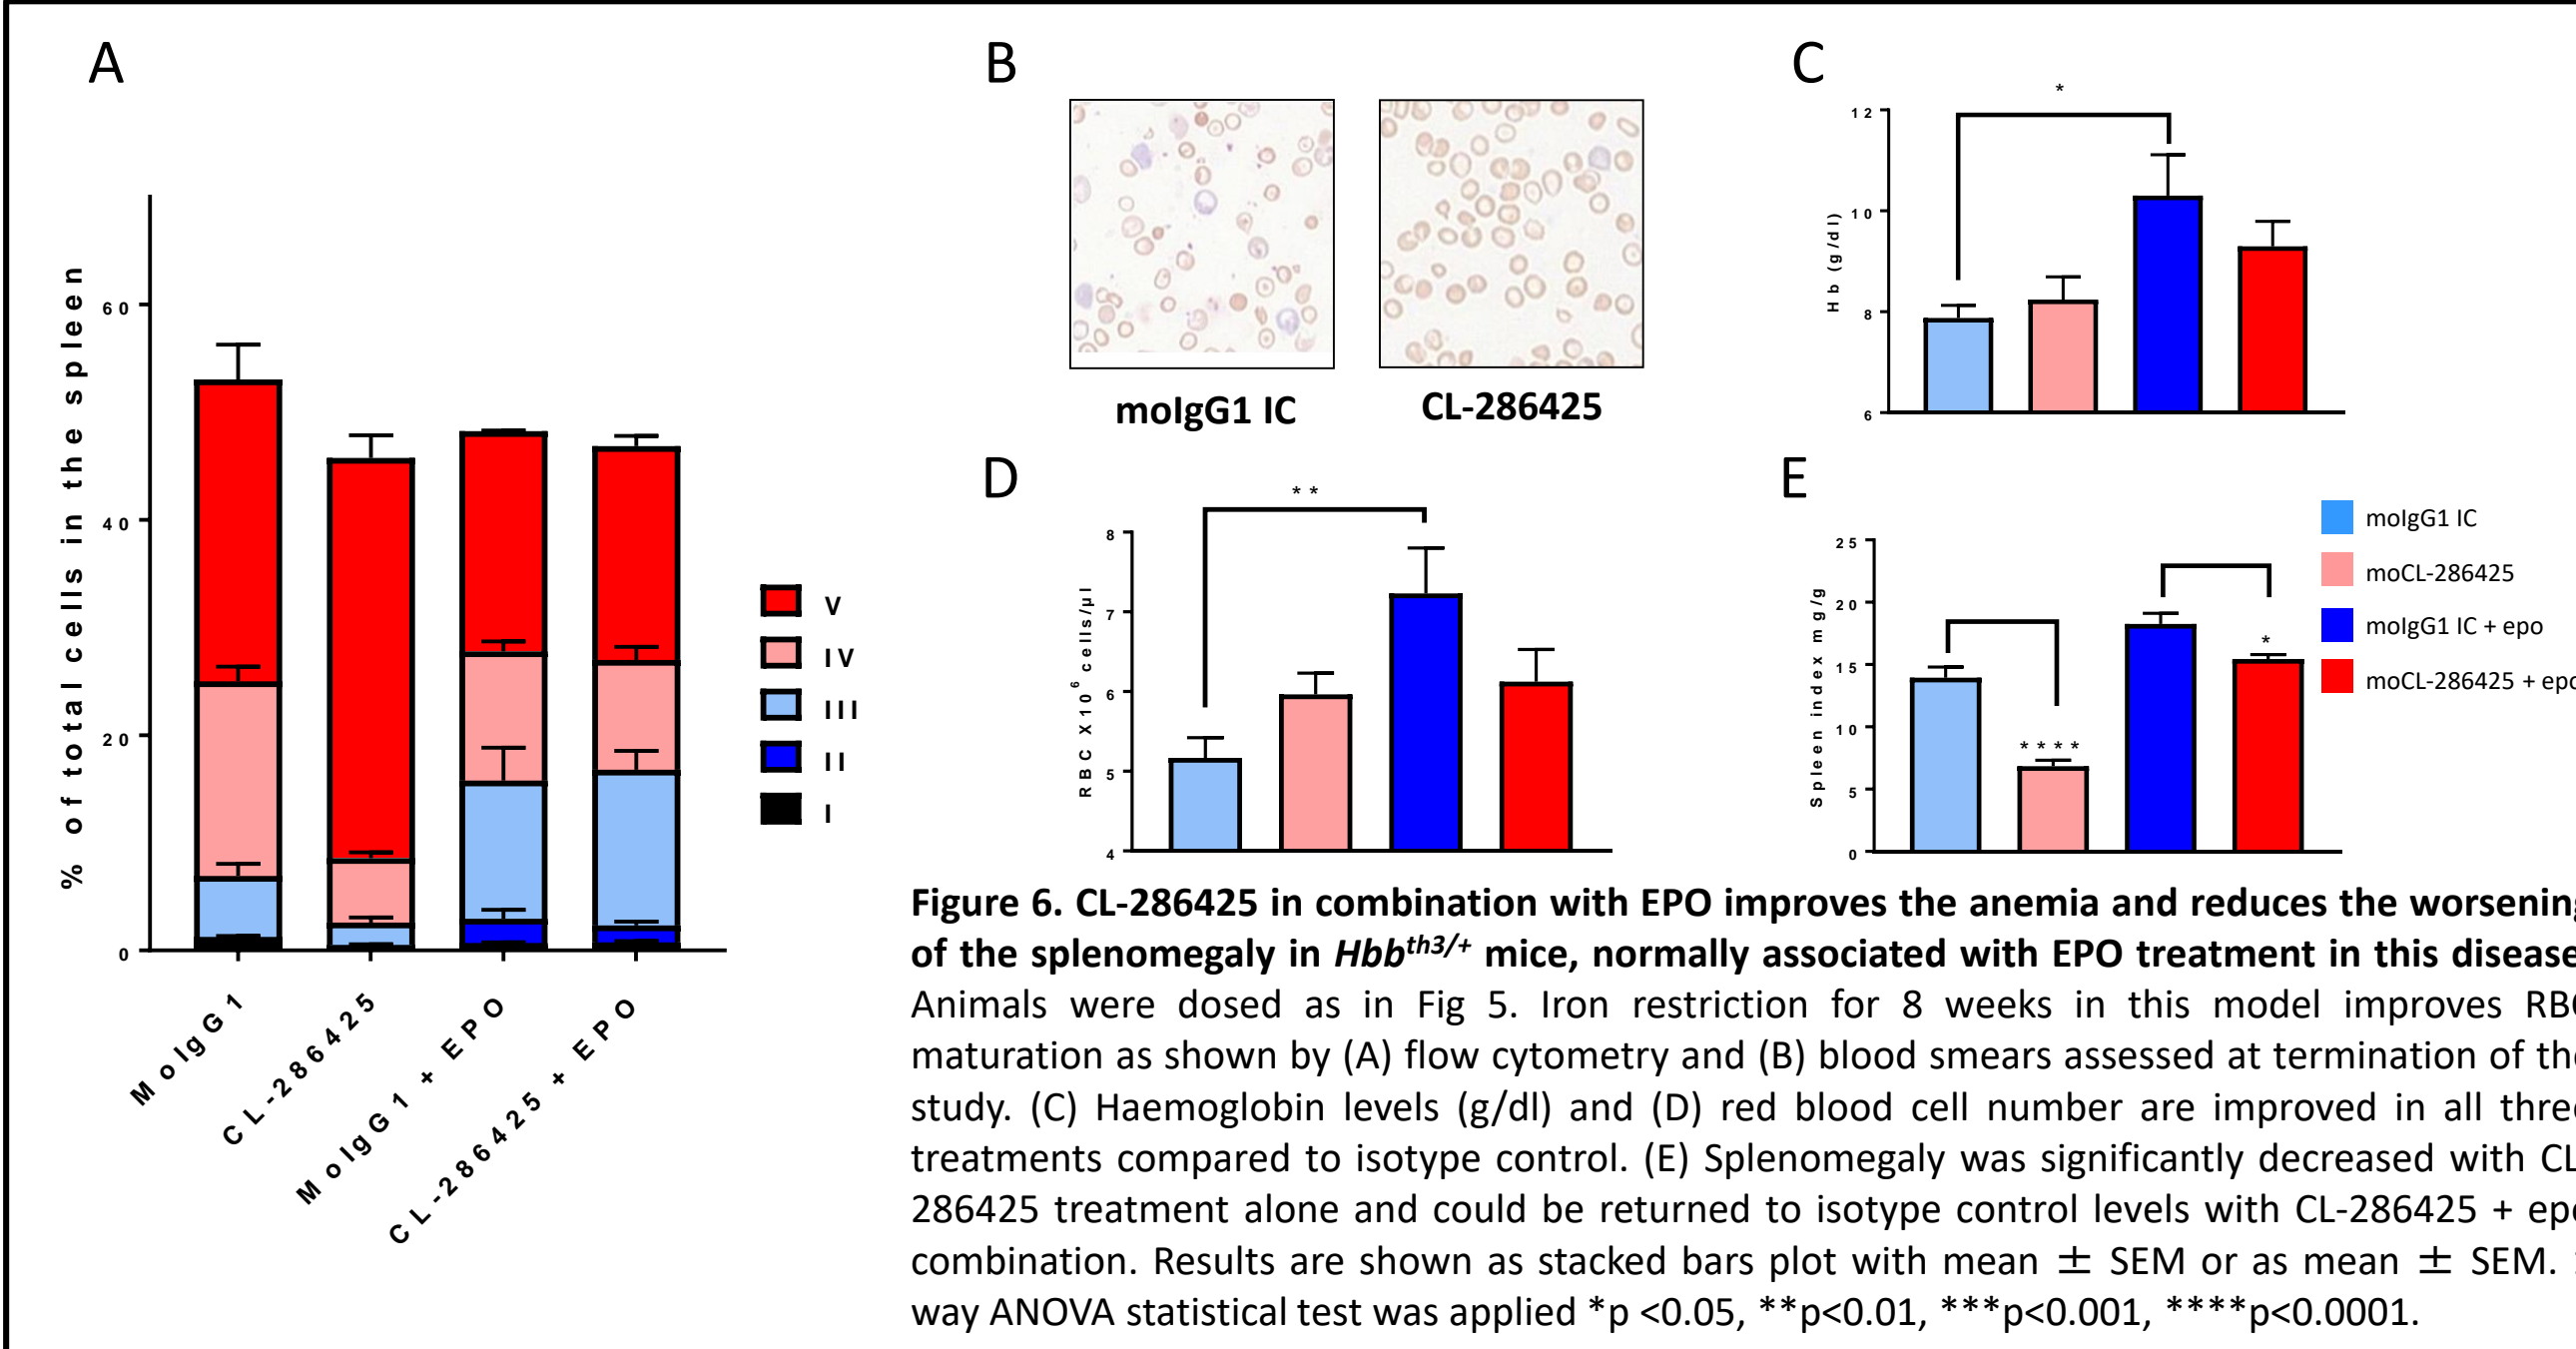 A
% of total cells in the spleen
60
40
20
0
MoIgG1
CL-286425
MoIgG1 + EPO
CL-286425 + EPO
V
IV
III
II
I
B
moIgG1 IC
CL-286425
C
*
Hb (g/dl)
12
10
8
6
D
**
RBC X10⁶ cells/µl
8
7
6
5
4
E
Spleen index mg/g
25
20
15
10
5
0
****
*
moIgG1 IC
moCL-286425
moIgG1 IC + epo
moCL-286425 + epo
Figure 6. CL-286425 in combination with EPO improves the anemia and reduces the worsening
of the splenomegaly in Hbbth3/+ mice, normally associated with EPO treatment in this disease
Animals were dosed as in Fig 5. Iron restriction for 8 weeks in this model improves RBC
maturation as shown by (A) flow cytometry and (B) blood smears assessed at termination of the
study. (C) Haemoglobin levels (g/dl) and (D) red blood cell number are improved in all three
treatments compared to isotype control. (E) Splenomegaly was significantly decreased with CL-
286425 treatment alone and could be returned to isotype control levels with CL-286425 + epo
combination. Results are shown as stacked bars plot with mean ± SEM or as mean ± SEM.
way ANOVA statistical test was applied *p <0.05, **p<0.01, ***p<0.001, ****p<0.0001.